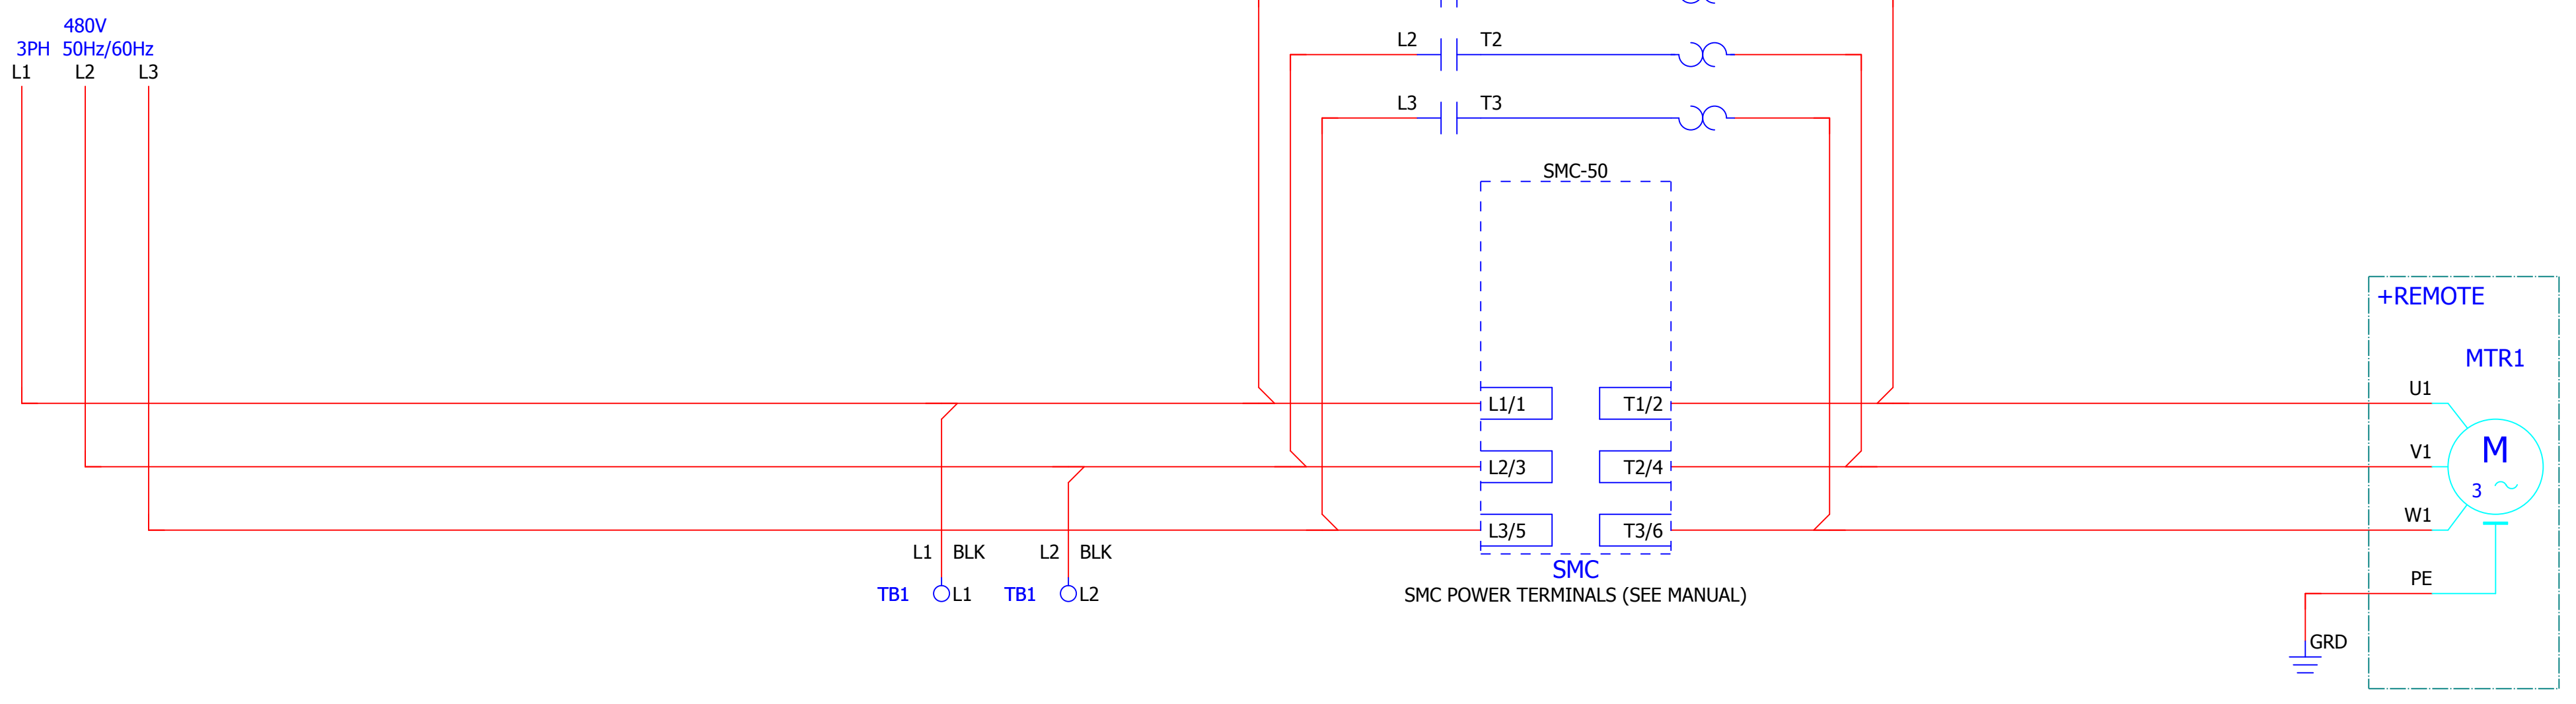 480V
3PH 50Hz/60Hz
L1 L2 L3
L2 T2
L3 T3
SMC-50
+REMOTE
MTR1
U1
L1/1 T1/2
V1
M
3
L2/3 T2/4
W1
L3/5 T3/6
L1 BLK L2 BLK
SMC
PE
TB1 L1 TB1 L2
SMC POWER TERMINALS (SEE MANUAL)
GRD